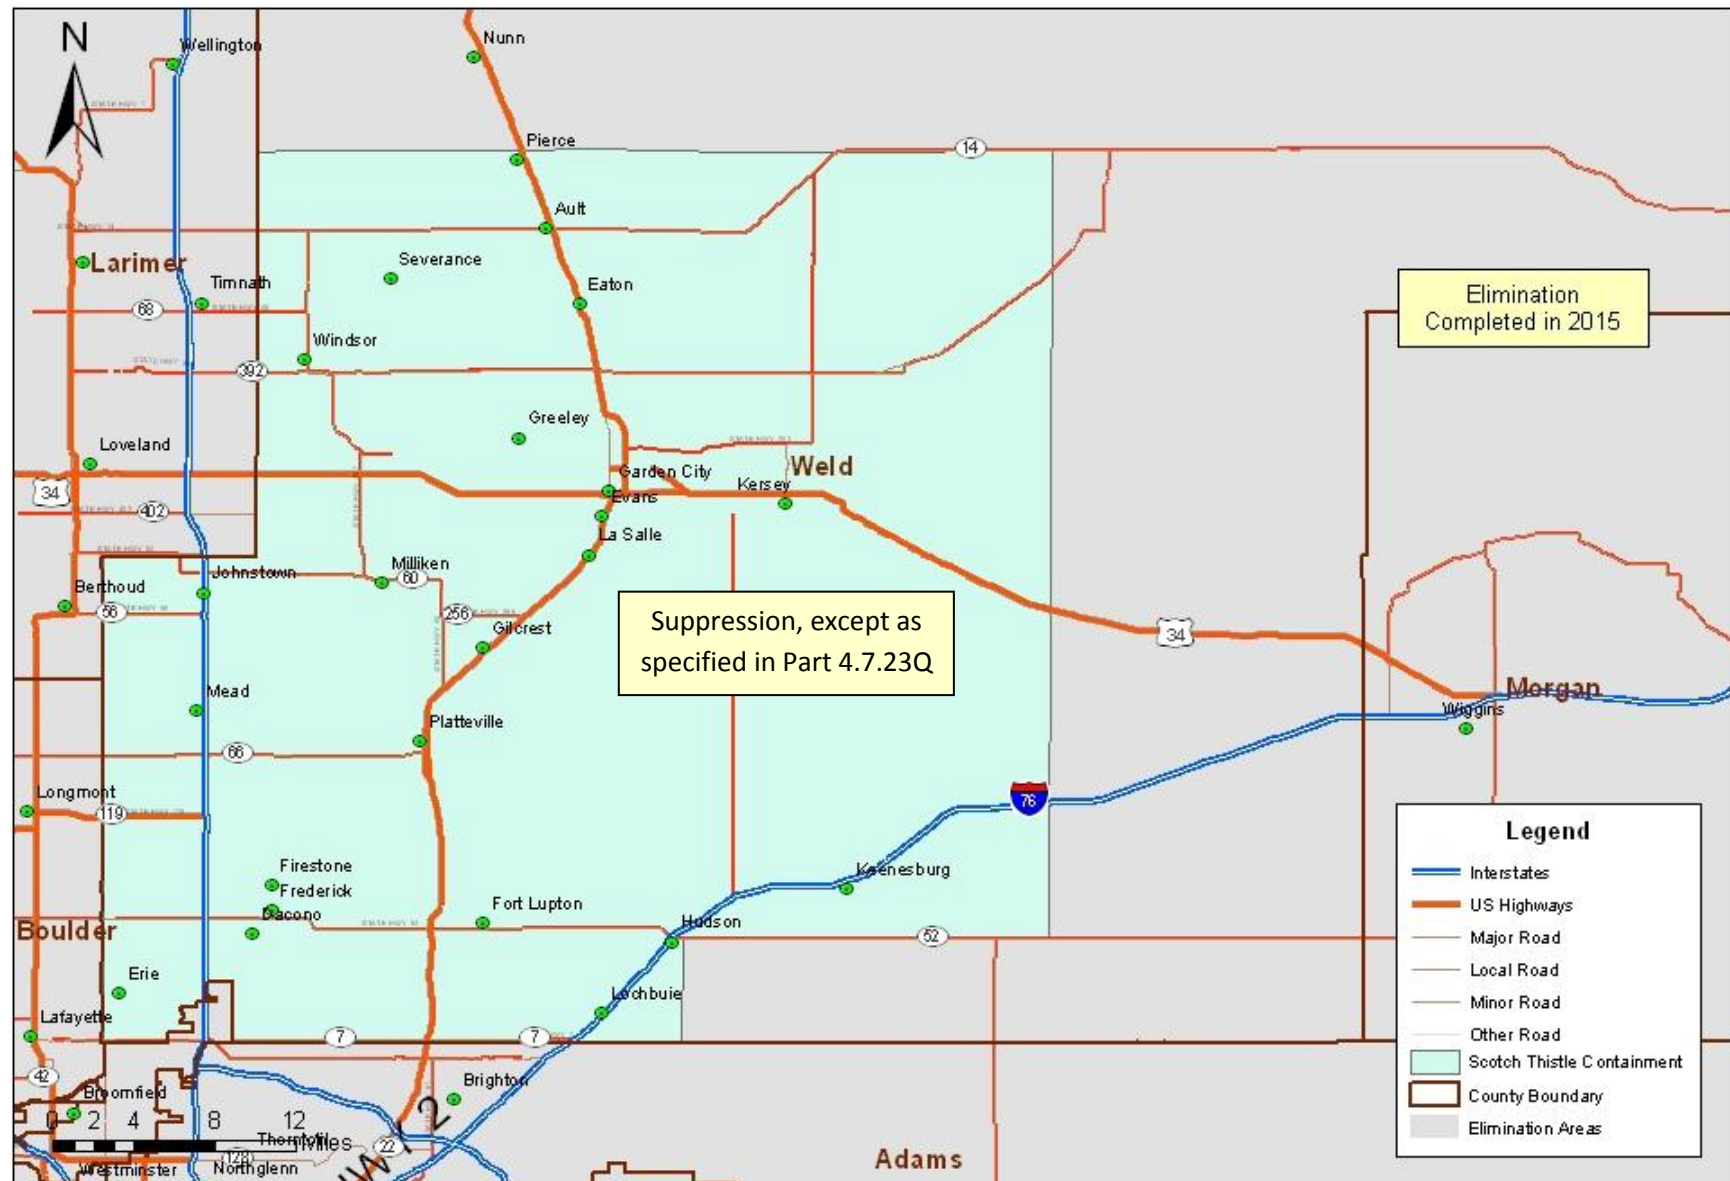 N
Wellington
Nunn
Pierce
14
Ault
Larimer
Severance
Timnath
Eaton
68
Elimination
Completed in 2015
Windsor
392
Greeley
Loveland
Weld
Garden City
34
Kersey
Evans
402
La Salle
Johnstown
Milliken
60
Berthoud
56
256
Gilcrest
Suppression, except as
specified in Part 4.7.23Q
34
Mead
Morgan
Wiggins
Platteville
66
Longmont
119
76
Firestone
Frederick
Dacono
Keenesburg
Fort Lupton
Boulder
Hudson
52
Erie
Lochbuie
Lafayette
7
7
42
Brighton
Broomfield
0 2 4 8 12
Miles
Thornton
22
128
Westminster
Northglenn
Adams
Legend
Interstates
US Highways
Major Road
Local Road
Minor Road
Other Road
Scotch Thistle Containment
County Boundary
Elimination Areas